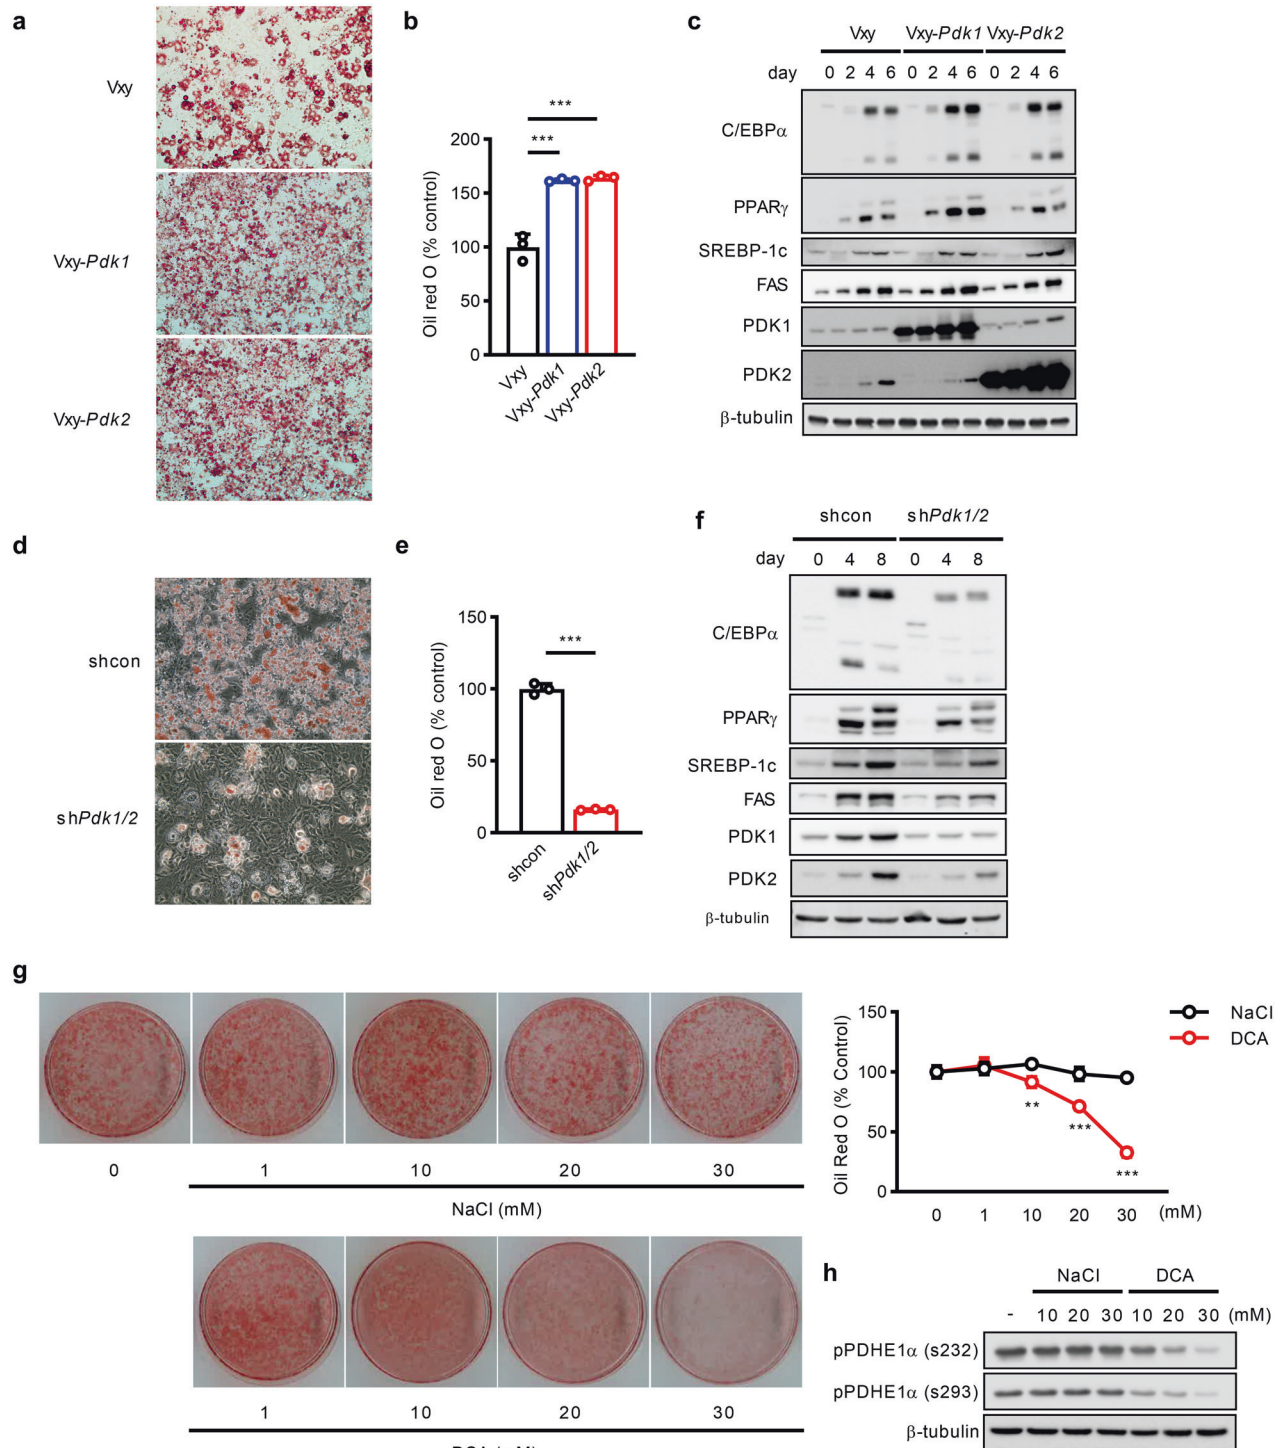 a
Vxy
Vxy-Pdk1
Vxy-Pdk2
b
***
***
200
150
100
50
0
Oil red O (% control)
Vxy
Vxy-Pdk1
Vxy-Pdk2
c
Vxy Vxy-Pdk1 Vxy-Pdk2
day 0 2 4 6 0 2 4 6 0 2 4 6
C/EBPα
PPARγ
SREBP-1c
FAS
PDK1
PDK2
β-tubulin
d
shcon
shPdk1/2
e
150
100
50
0
***
Oil red O (% control)
shcon
shPdk1/2
f
shcon shPdk1/2
day 0 4 8 0 4 8
C/EBPα
PPARγ
SREBP-1c
FAS
PDK1
PDK2
β-tubulin
g
0 1 10 20 30
NaCl (mM)
1 10 20 30
150
100
50
0
Oil Red O (% Control)
NaCl
DCA
**
***
***
0 1 10 20 30 (mM)
h
NaCl DCA
- 10 20 30 10 20 30 (mM)
pPDHE1α (s232)
pPDHE1α (s293)
β-tubulin